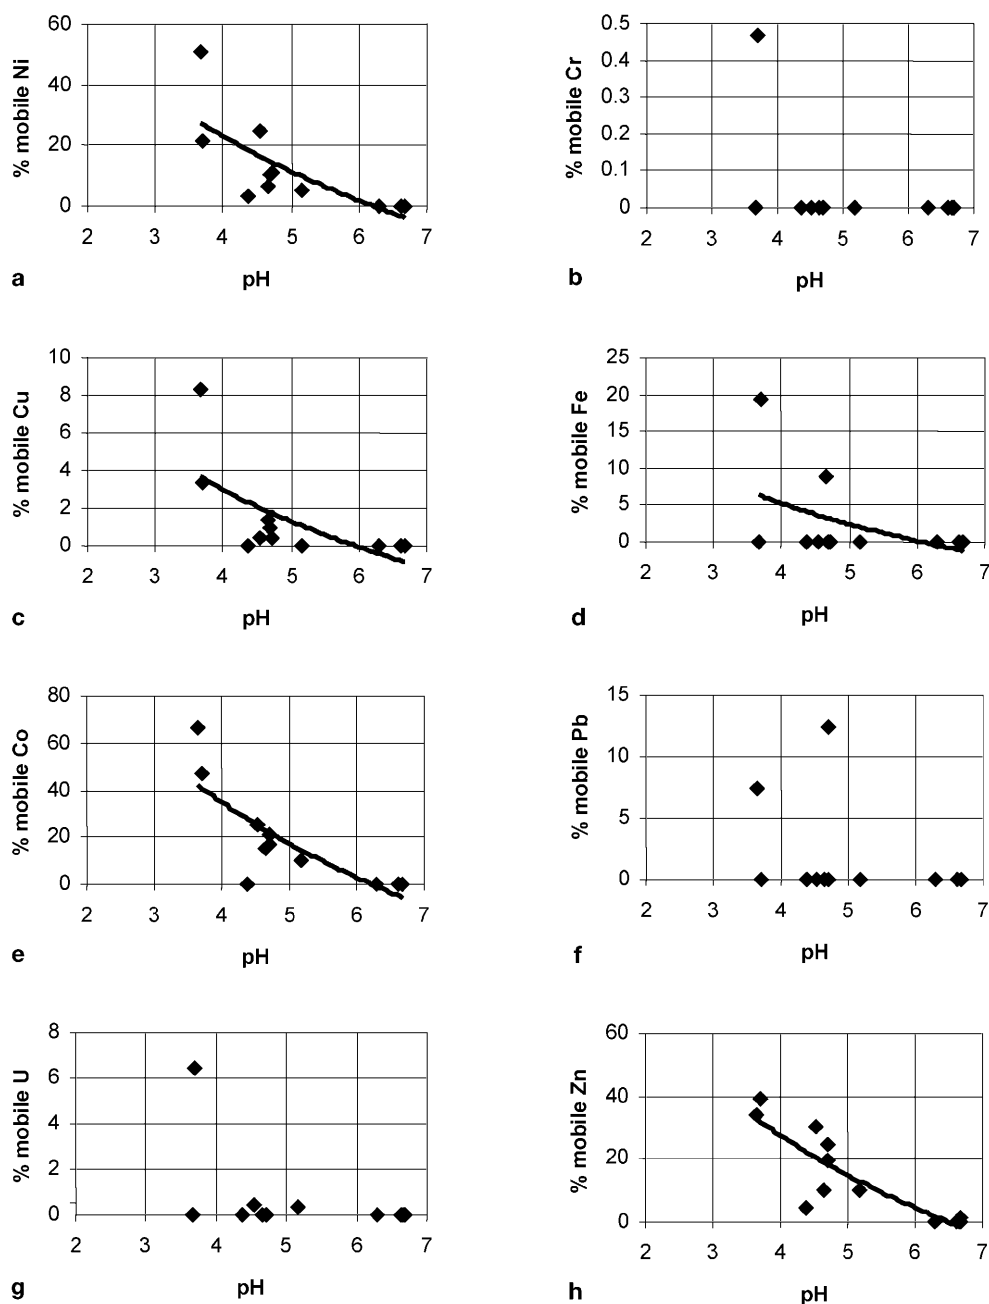 % mobile Ni
60
40
20
0
2 3 4 5 6 7
a
pH
% mobile Cr
0.5
0.4
0.3
0.2
0.1
0
2 3 4 5 6 7
b
pH
% mobile Cu
10
8
6
4
2
0
2 3 4 5 6 7
c
pH
% mobile Fe
25
20
15
10
5
0
2 3 4 5 6 7
d
pH
% mobile Co
80
60
40
20
0
2 3 4 5 6 7
e
pH
% mobile Pb
15
10
5
0
2 3 4 5 6 7
f
pH
% mobile U
8
6
4
2
0
2 3 4 5 6 7
g
pH
% mobile Zn
60
40
20
0
2 3 4 5 6 7
h
pH